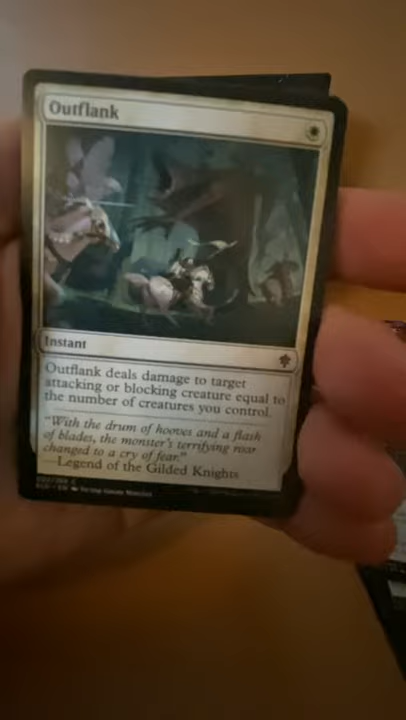 Outflank
Instant
Outflank deals damage to target
attacking or blocking creature equal to
the number of creatures you control.
"With the drum of hooves and a flash
of blades, the monster's terrifying roar
changed to a cry of fear."
—Legend of the Gilded Knights